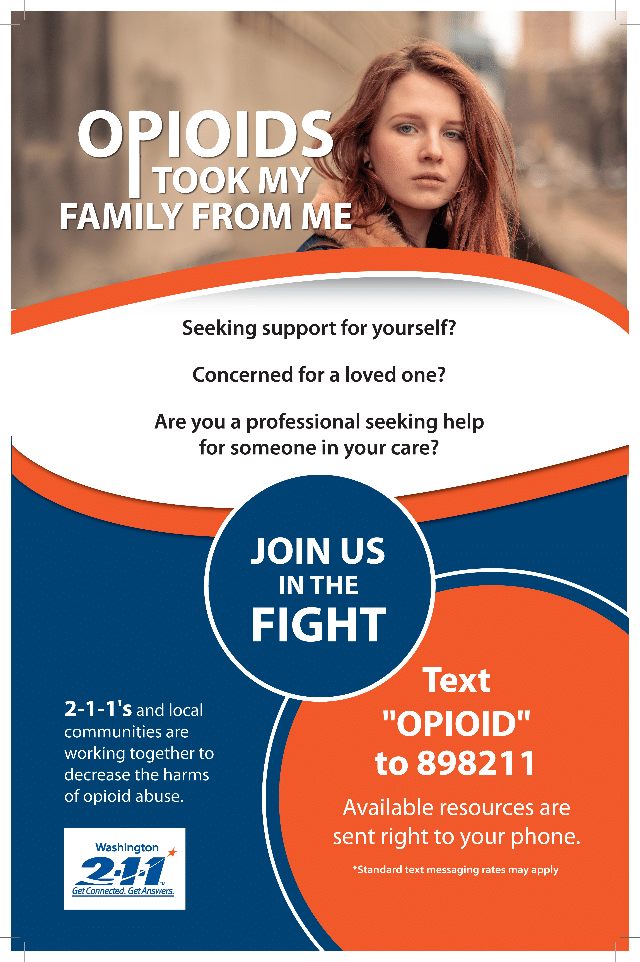 OPIOIDS
TOOK MY
FAMILY FROM ME
Seeking support for yourself?
Concerned for a loved one?
Are you a professional seeking help
for someone in your care?
JOIN US
IN THE
FIGHT
2-1-1's and local
communities are
working together to
decrease the harms
of opioid abuse.
Washington
2-1-1
Get Connected. Get Answers.
Text
"OPIOID"
to 898211
Available resources are
sent right to your phone.
*Standard text messaging rates may apply